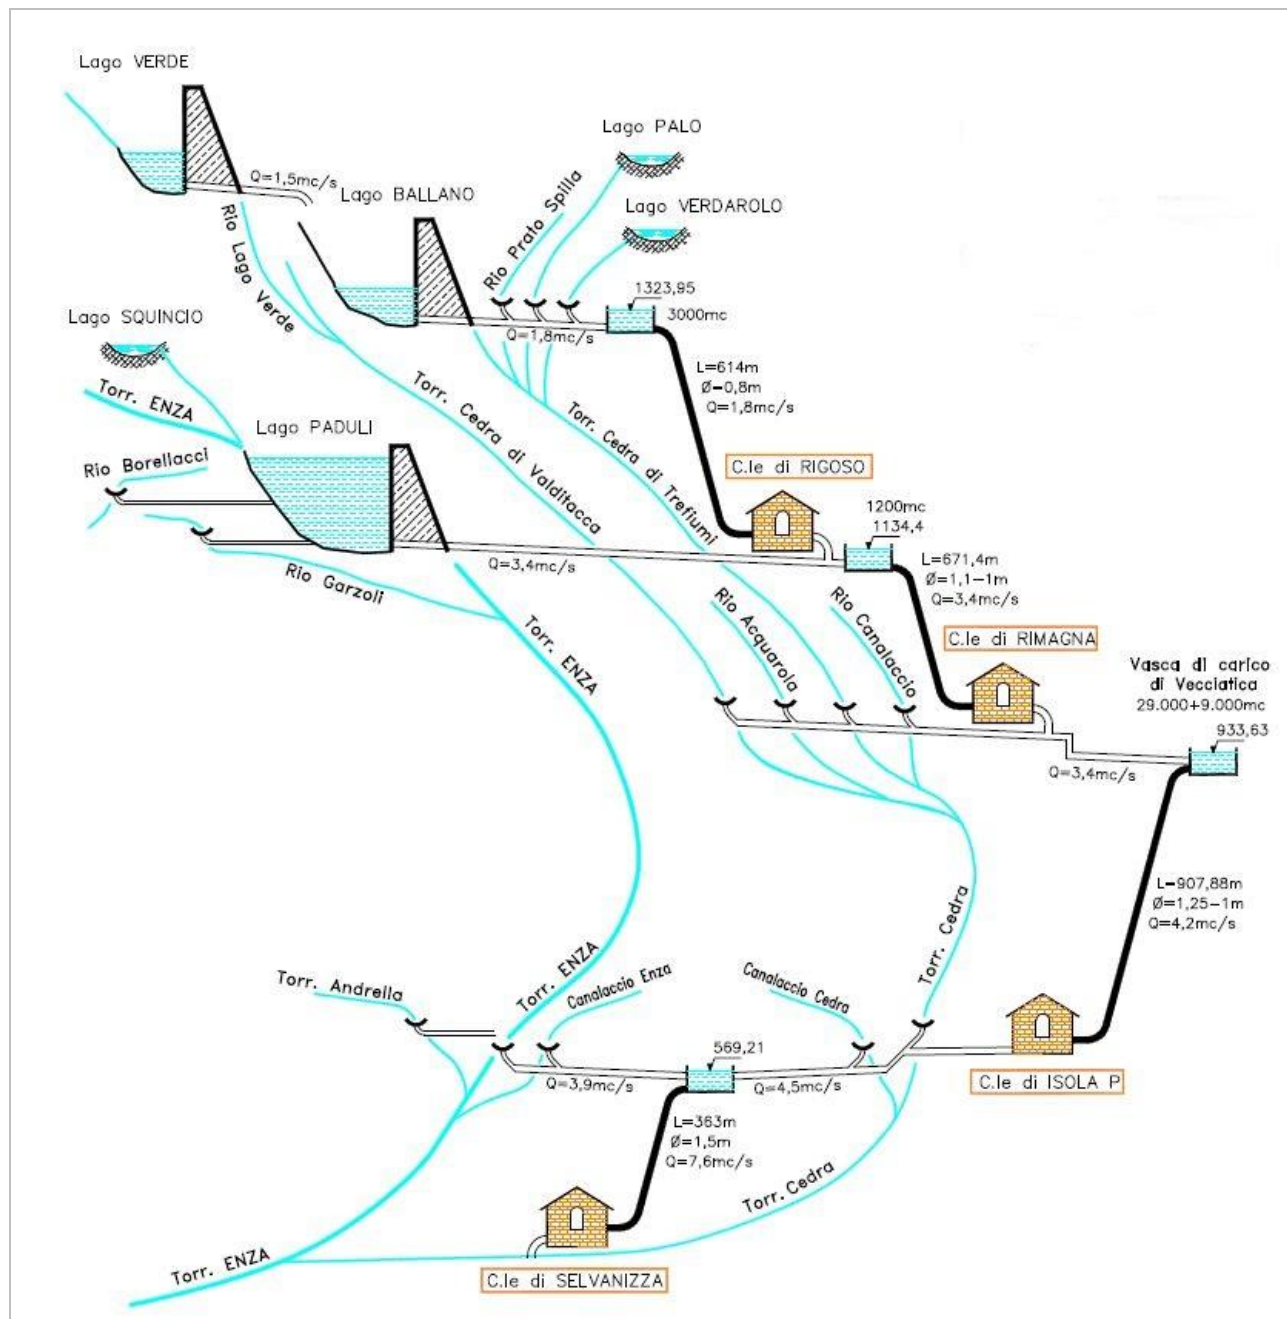 Lago VERDE
Q=1,5mc/s
Lago BALLANO
Lago PALO
Lago VERDAROLO
Rio Prato Spilla
Rio Lago Verde
1323,95
3000mc
Q=1,8mc/s
Lago SQUINCIO
Torr. ENZA
Lago PADULI
Rio Borellacci
Rio Garzoli
L=614m
Ø-0,8m
Q=1,8mc/s
Torr. Cedra di Valditacca
Torr. Cedra di Trefiumi
C.le di RIGOSO
1200mc
1134,4
Q=3,4mc/s
L=671,4m
Ø=1,1-1m
Q=3,4mc/s
Rio Acquarola
Rio Canalaccio
C.le di RIMAGNA
Torr. ENZA
Vasca di carico
di Vecciatica
29.000+9.000mc
933,63
Q=3,4mc/s
L-907,88m
Ø=1,25-1m
Q=4,2mc/s
Torr. Cedra
Torr. Andrella
Torr. ENZA
Canalaccio Enza
Canalaccio Cedra
569,21
Q=3,9mc/s
Q=4,5mc/s
C.le di ISOLA P
L=363m
Ø=1,5m
Q=7,6mc/s
Torr. Cedra
Torr. ENZA
C.le di SELVANIZZA